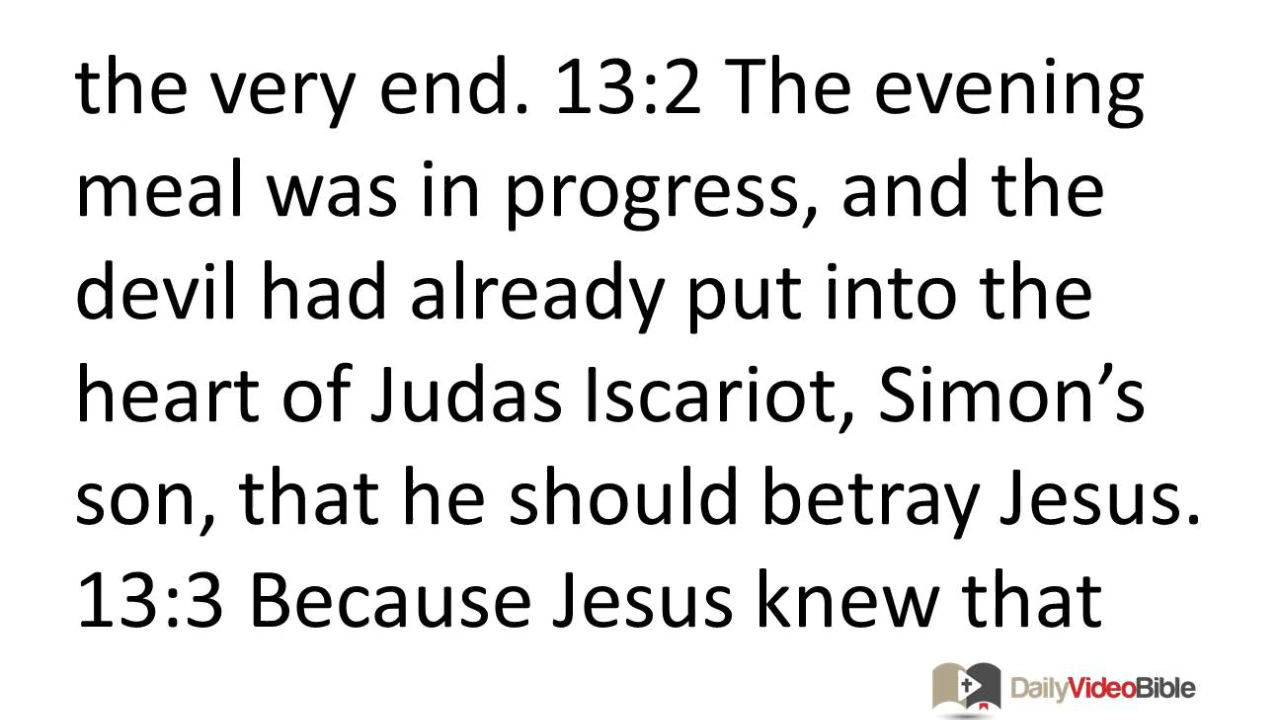 the very end. 13:2 The evening
meal was in progress, and the
devil had already put into the
heart of Judas Iscariot, Simon’s
son, that he should betray Jesus.
13:3 Because Jesus knew that
DailyVideoBible